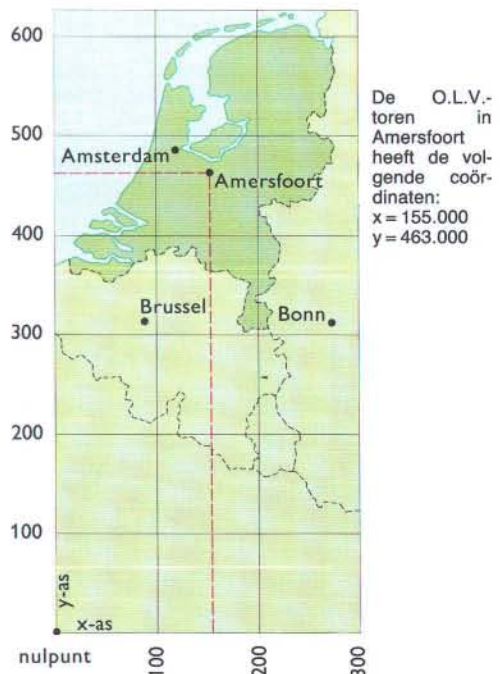 600
500
400
300
200
100
Amsterdam
Amersfoort
Brussel
Bonn
y-as
x-as
nulpunt
100
200
300
De O.L.V.-
toren in
Amersfoort
heeft de vol-
gende coör-
dinaten:
x = 155.000
y = 463.000